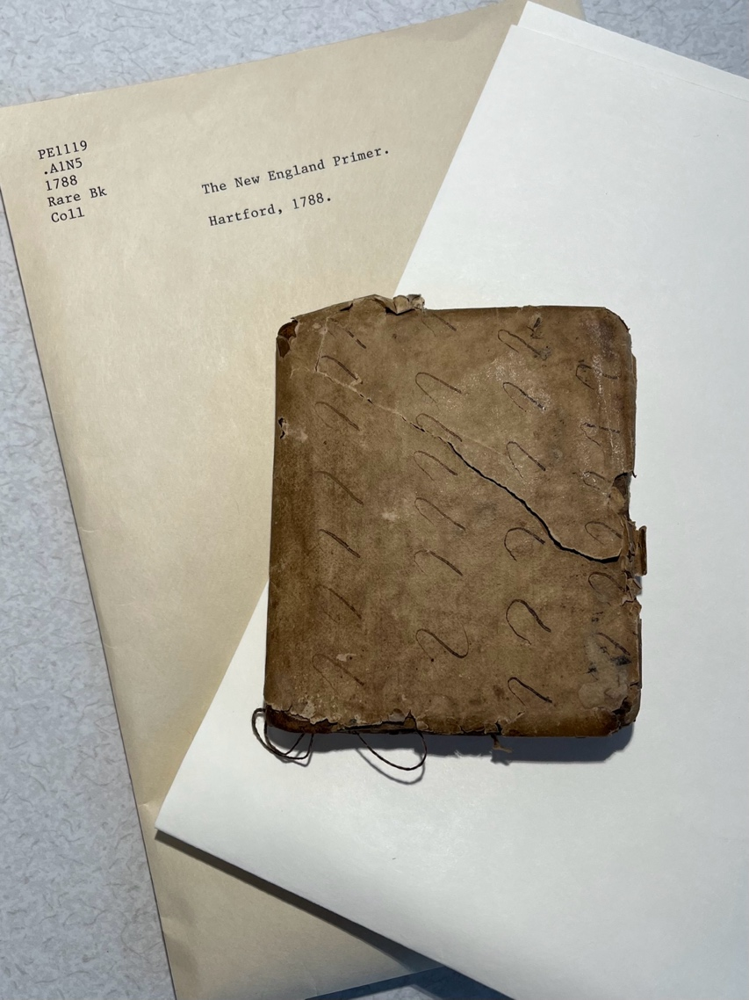 PE1119
.A1N5
1788
Rare Bk
Coll
The New England Primer.
Hartford, 1788.